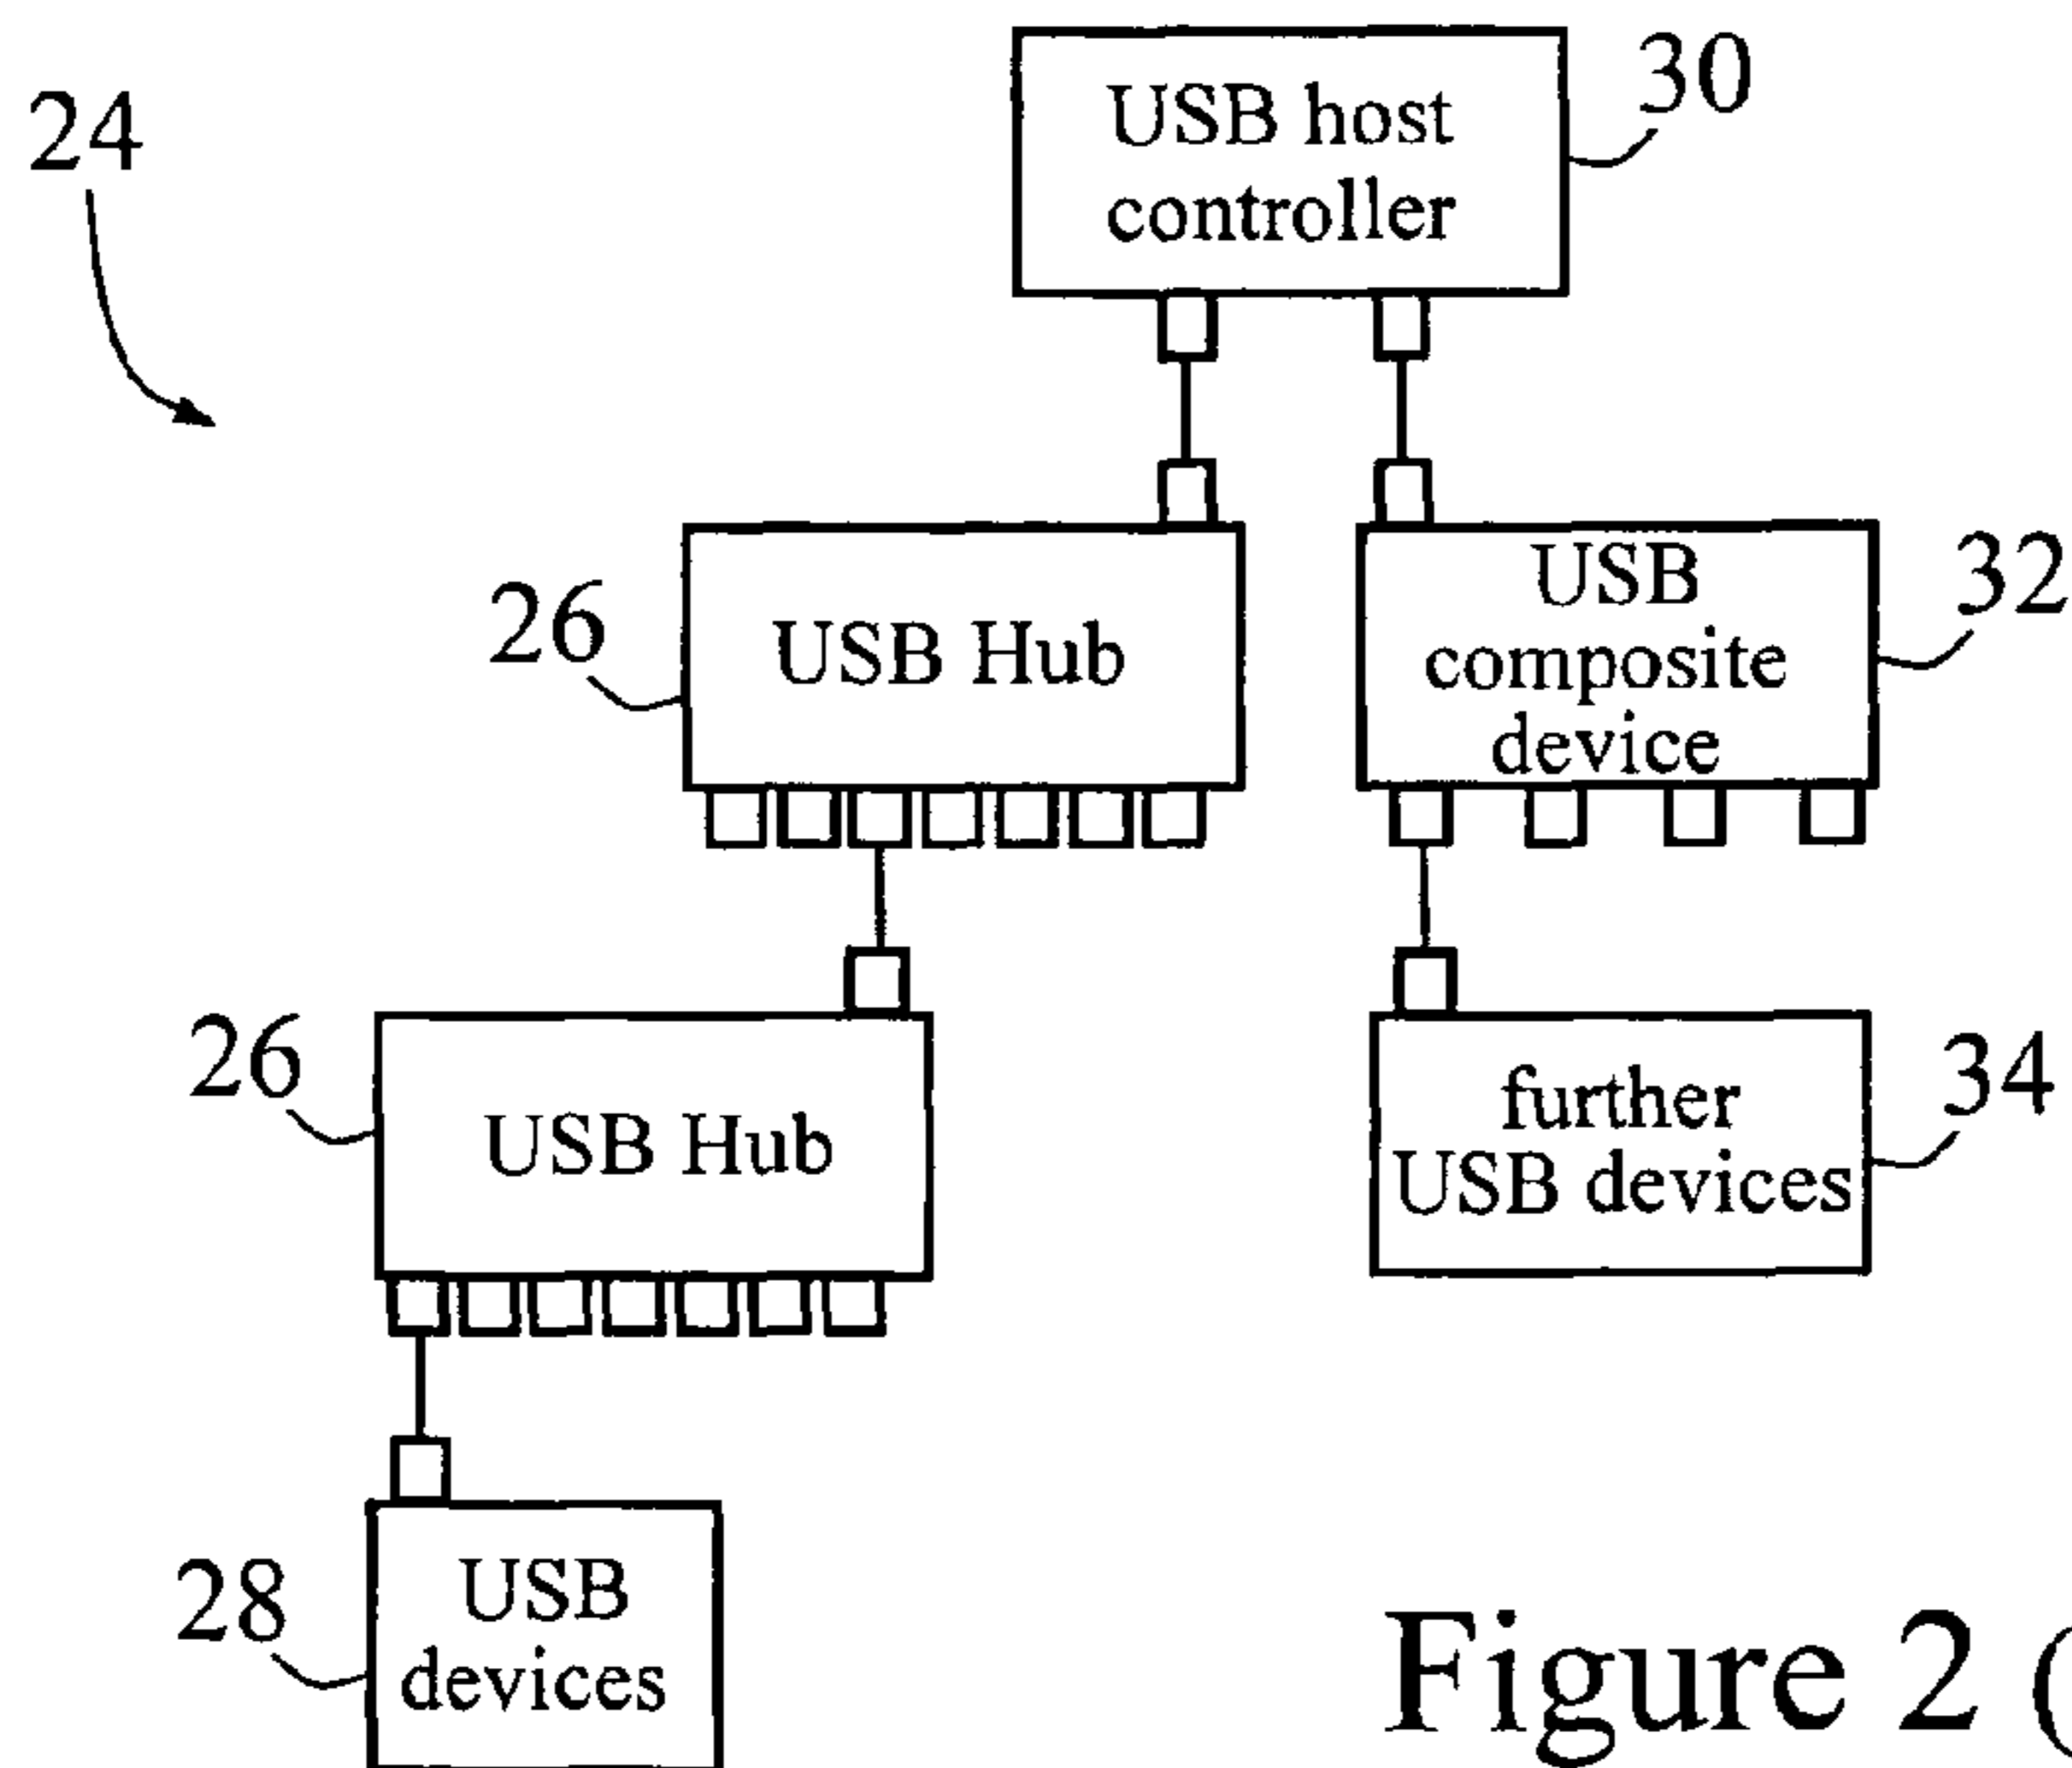 24
USB host
controller
30
26
USB Hub
USB
composite
device
32
26
USB Hub
further
USB devices
34
28
USB
devices
Figure 2 (